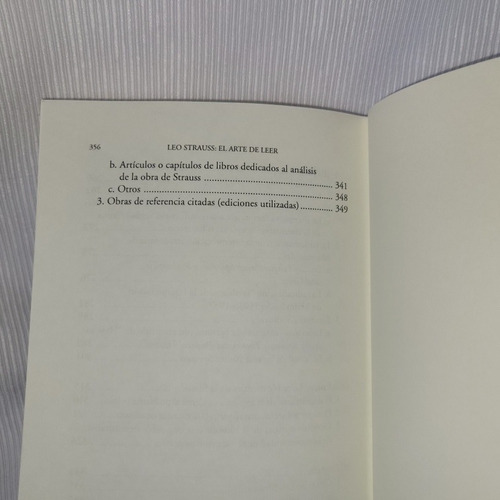 356 LEO STRAUSS: EL ARTE DE LEER
b. Artículos o capítulos de libros dedicados al análisis
de la obra de Strauss ........................................ 341
c. Otros ........................................................ 348
3. Obras de referencia citadas (ediciones utilizadas) ........... 349